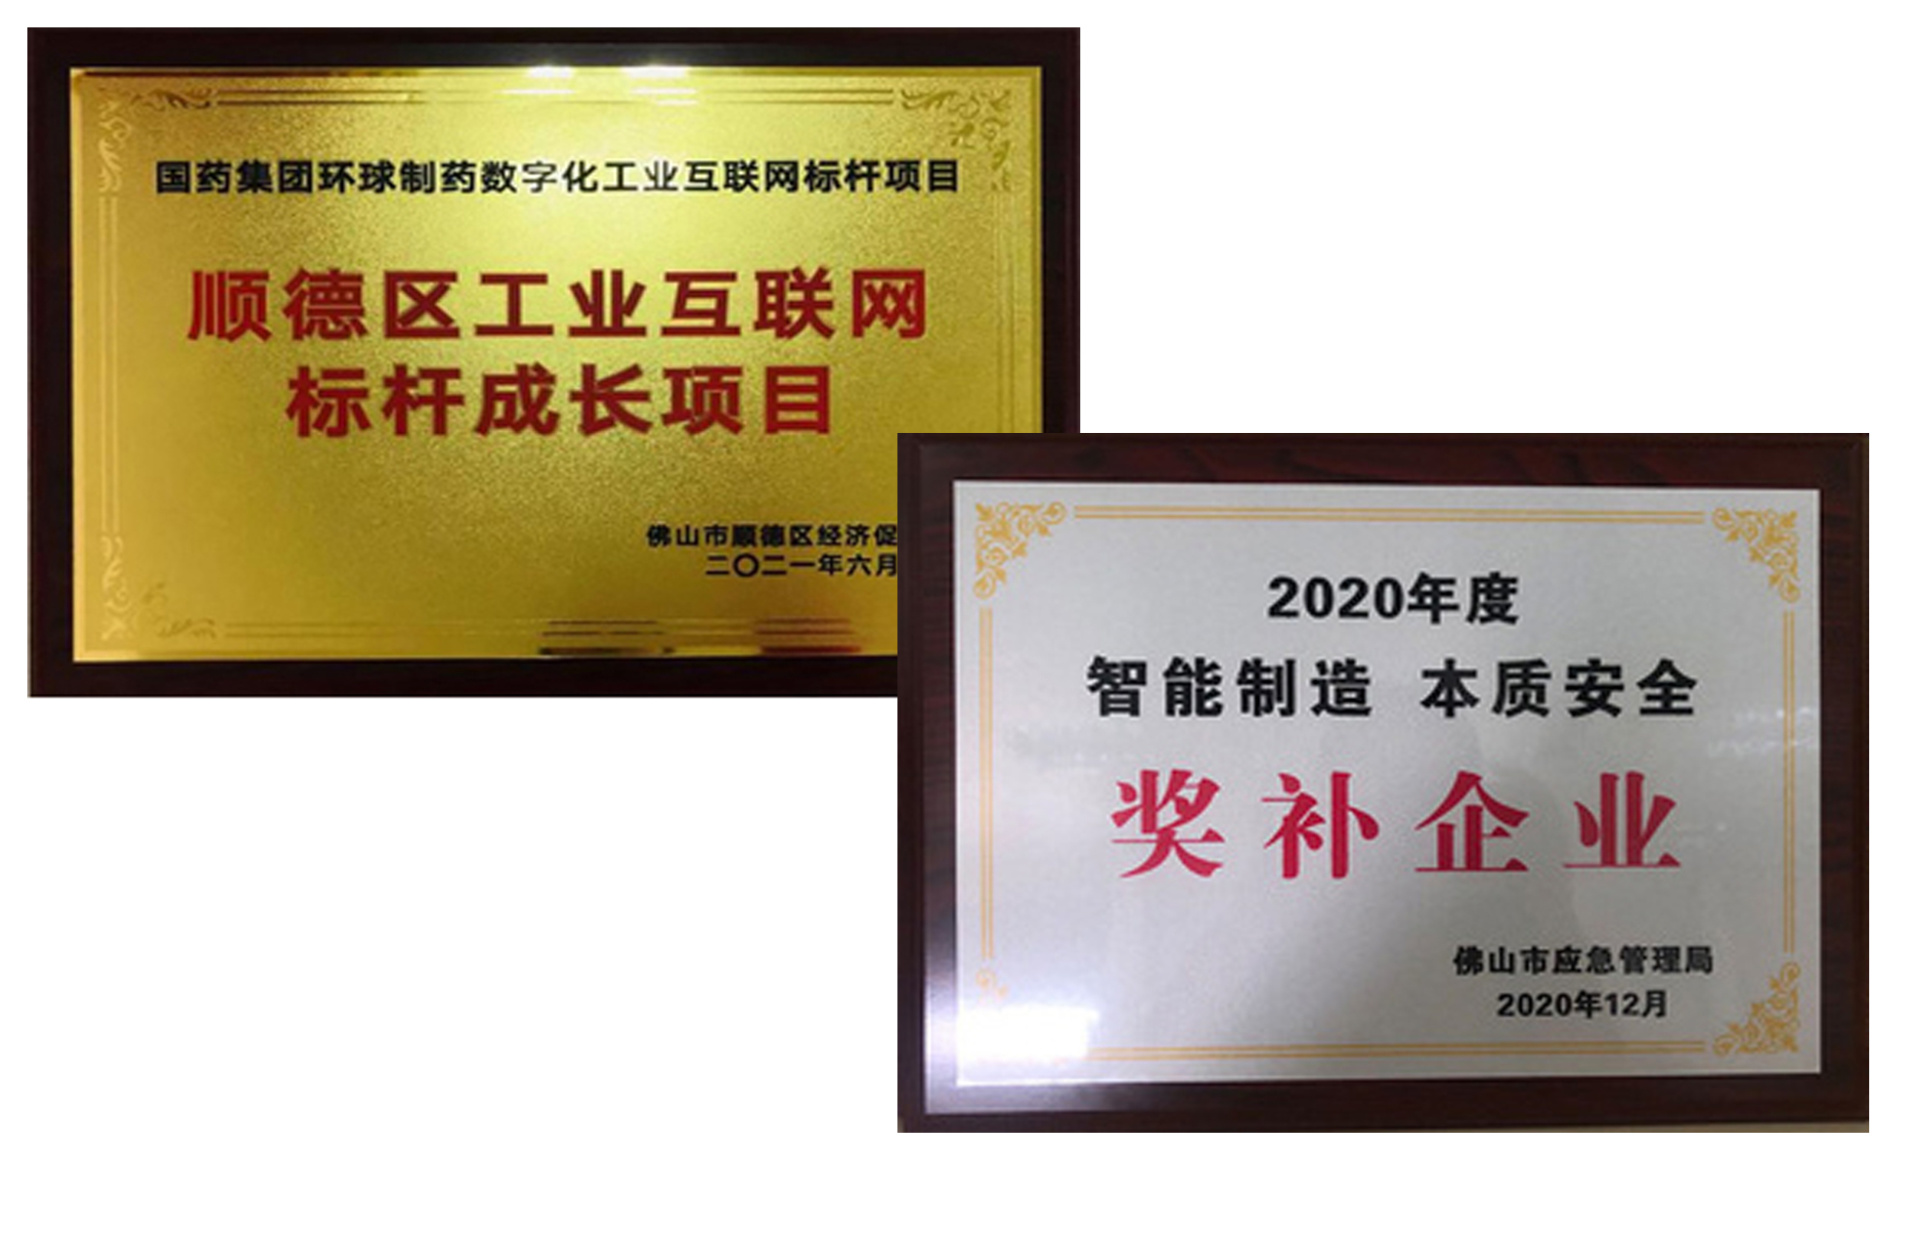 国药集团环球制药数字化工业互联网标杆项目
顺德区工业互联网
标杆成长项目
佛山市顺德区经济促
二〇二一年六月
2020年度
智能制造 本质安全
奖补企业
佛山市应急管理局
2020年12月